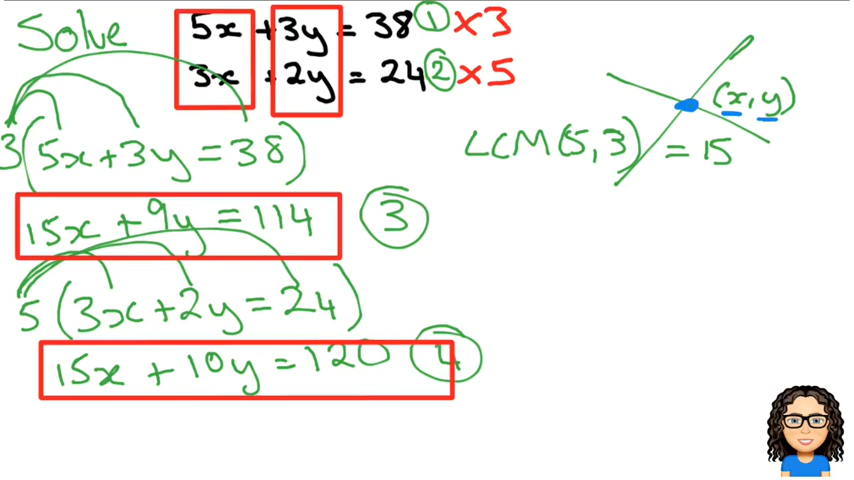 Solve 5x + 3y = 38 ① × 3
3x + 2y = 24 ② × 5
(x, y)
3(5x + 3y = 38)
LCM(5, 3) = 15
15x + 9y = 114 ③
5(3x + 2y = 24)
15x + 10y = 120 ④